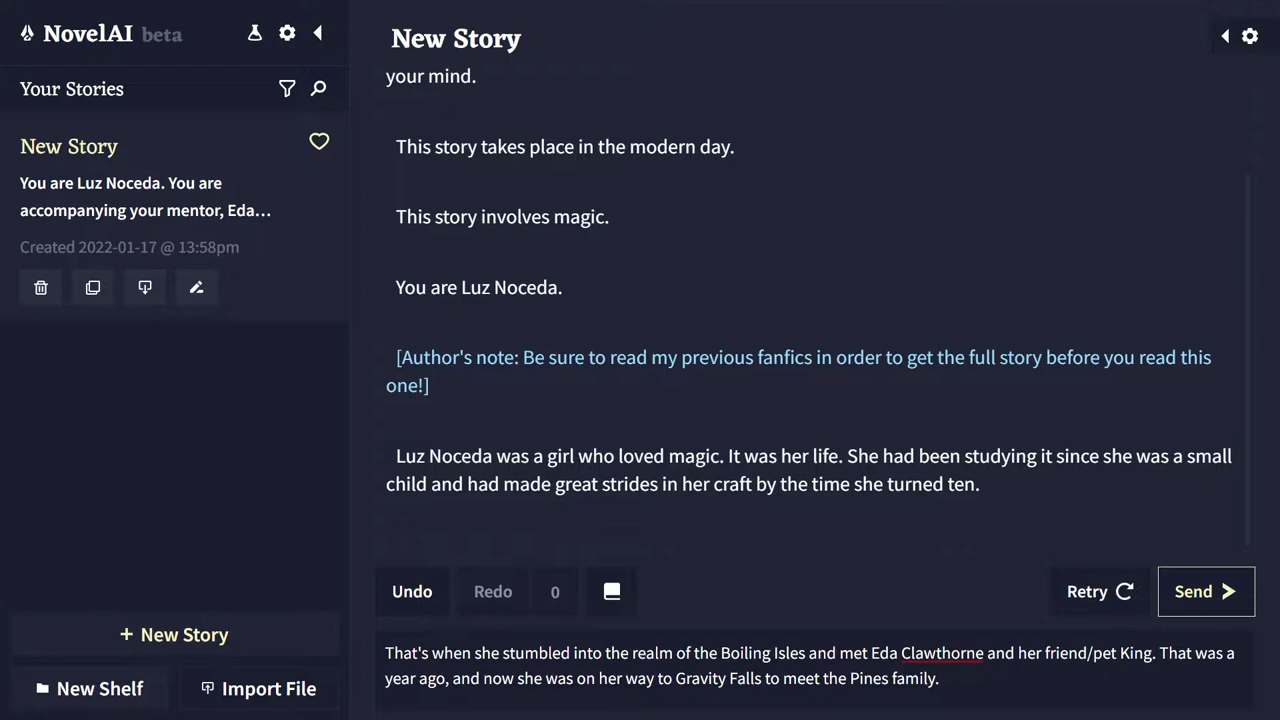 NovelAI beta
Your Stories
New Story
You are Luz Noceda. You are
accompanying your mentor, Eda...
Created 2022-01-17 @ 13:58pm
+ New Story
New Shelf
Import File
New Story
your mind.
This story takes place in the modern day.
This story involves magic.
You are Luz Noceda.
[Author's note: Be sure to read my previous fanfics in order to get the full story before you read this
one!]
Luz Noceda was a girl who loved magic. It was her life. She had been studying it since she was a small
child and had made great strides in her craft by the time she turned ten.
Undo
Redo
0
Retry
Send
That's when she stumbled into the realm of the Boiling Isles and met Eda Clawthorne and her friend/pet King. That was a
year ago, and now she was on her way to Gravity Falls to meet the Pines family.